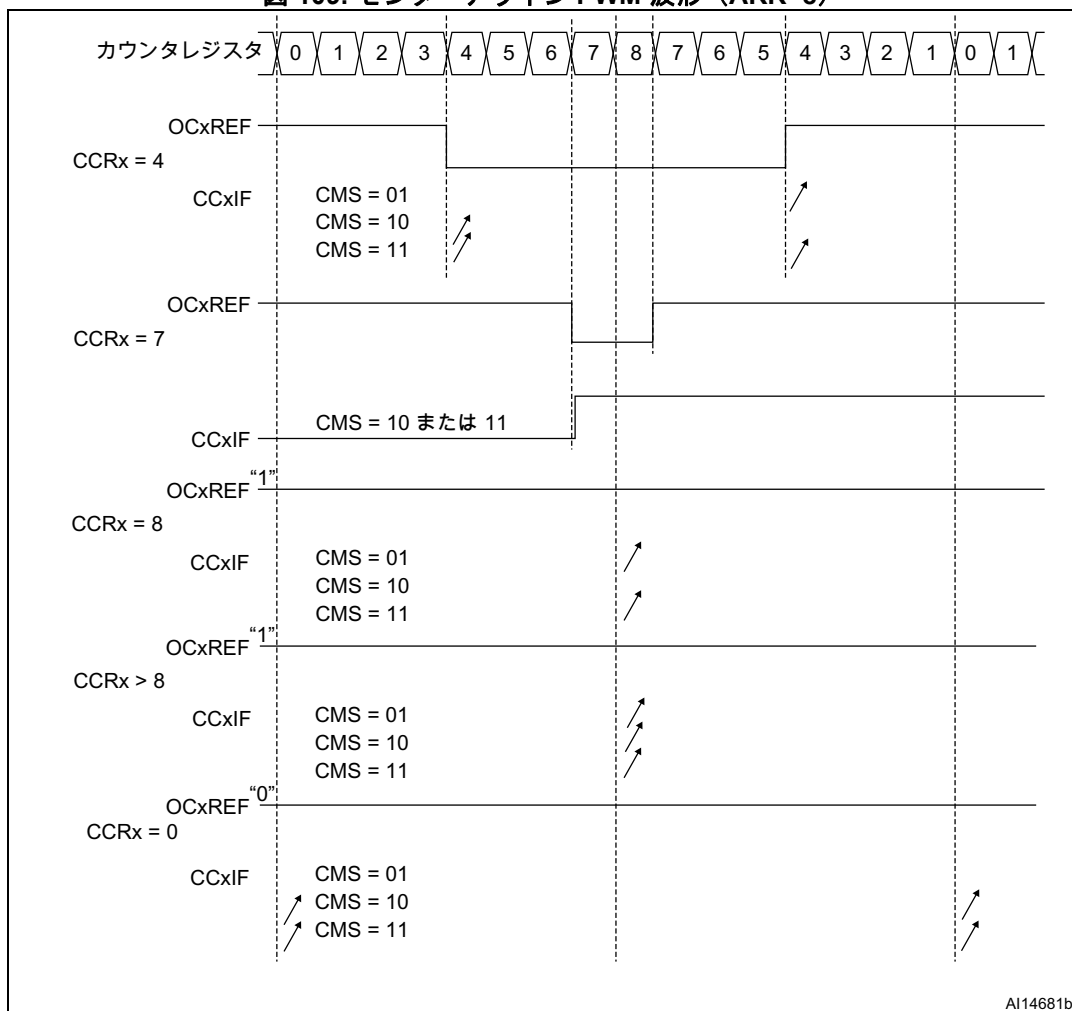 カウンタレジスタ 0 1 2 3 4 5 6 7 8 7 6 5 4 3 2 1 0 1
OCxREF
CCRx = 4
CCxIF
CMS = 01
CMS = 10
CMS = 11
OCxREF
CCRx = 7
CMS = 10 または 11
CCxIF
OCxREF "1"
CCRx = 8
CCxIF
CMS = 01
CMS = 10
CMS = 11
OCxREF "1"
CCRx > 8
CCxIF
CMS = 01
CMS = 10
CMS = 11
OCxREF "0"
CCRx = 0
CCxIF
CMS = 01
CMS = 10
CMS = 11
AI14681b